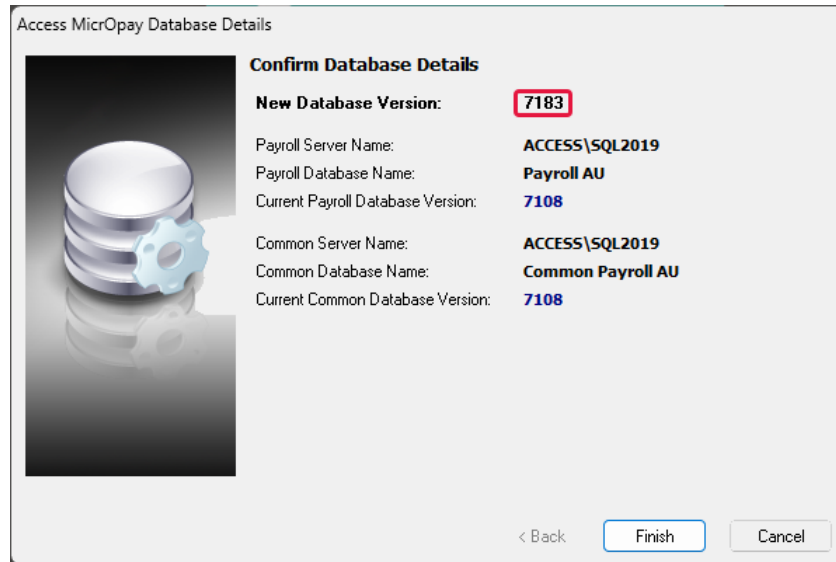 Access MicrOpay Database Details
Confirm Database Details
New Database Version: 7183
Payroll Server Name: ACCESS\SQL2019
Payroll Database Name: Payroll AU
Current Payroll Database Version: 7108
Common Server Name: ACCESS\SQL2019
Common Database Name: Common Payroll AU
Current Common Database Version: 7108
< Back Finish Cancel